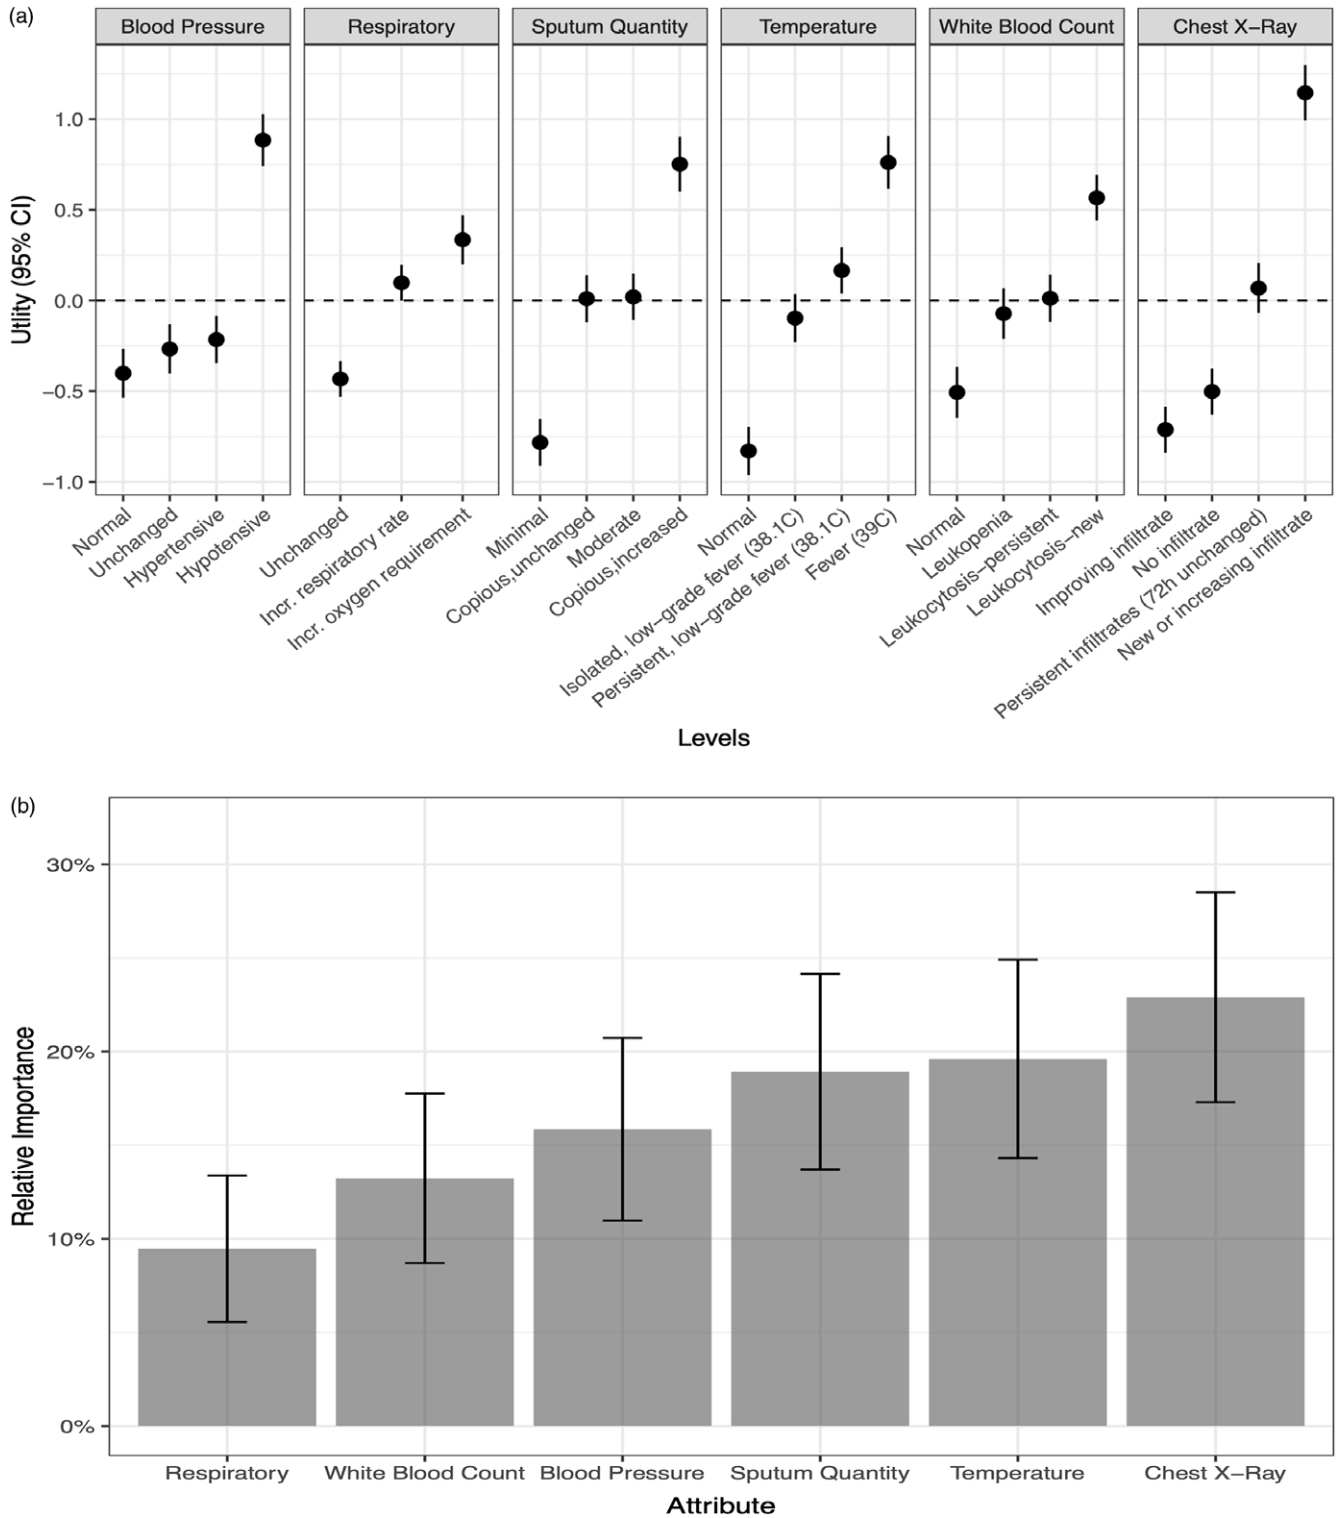 (a)
Blood Pressure
Respiratory
Sputum Quantity
Temperature
White Blood Count
Chest X−Ray
Utlity (95% CI)
1.0
0.5
0.0
−0.5
−1.0
Normal
Unchanged
Hypertensive
Hypotensive
Unchanged
Incr. respiratory rate
Incr. oxygen requirement
Minimal
Copious,unchanged
Moderate
Copious,increased
Normal
Isolated, low−grade fever (38.1C)
Persistent, low−grade fever (38.1C)
Fever (39C)
Normal
Leukopenia
Leukocytosis−persistent
Leukocytosis−new
Improving infiltrate
No infiltrate
Persistent infiltrates (72h unchanged)
New or increasing infiltrate
Levels
(b)
Relative Importance
30%
20%
10%
0%
Respiratory
White Blood Count
Blood Pressure
Sputum Quantity
Temperature
Chest X−Ray
Attribute